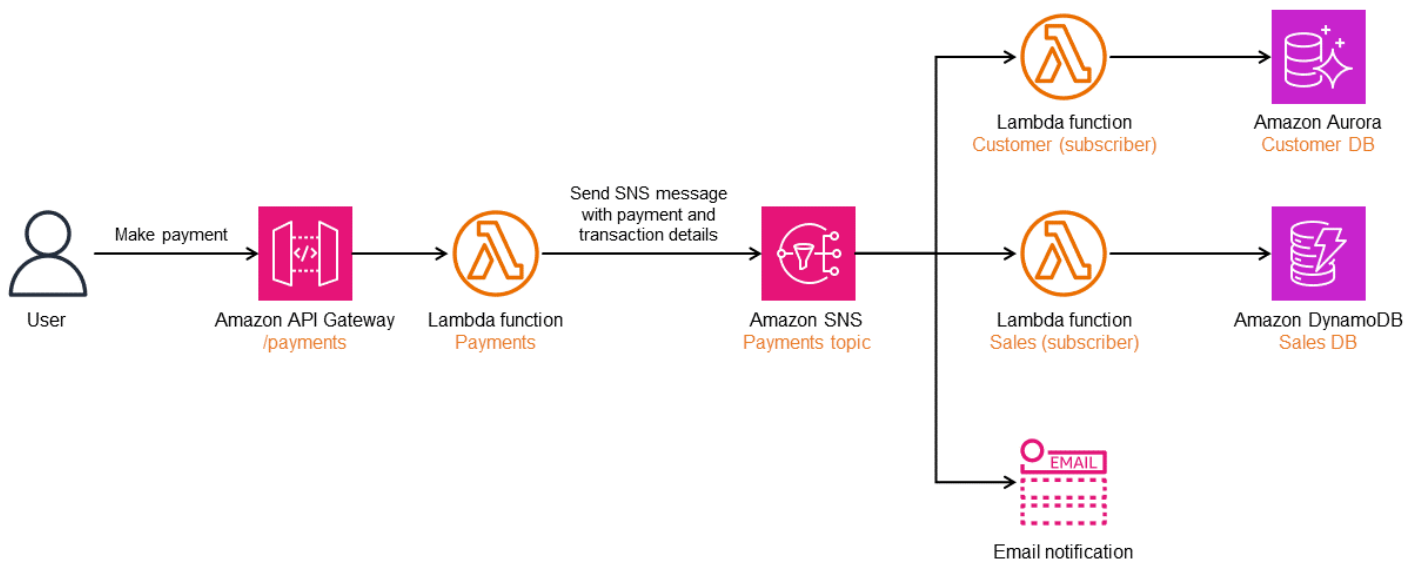 Lambda function
Customer (subscriber)
Amazon Aurora
Customer DB
Make payment
Send SNS message
with payment and
transaction details
</>
User
Amazon API Gateway
/payments
Lambda function
Payments
Amazon SNS
Payments topic
Lambda function
Sales (subscriber)
Amazon DynamoDB
Sales DB
EMAIL
Email notification